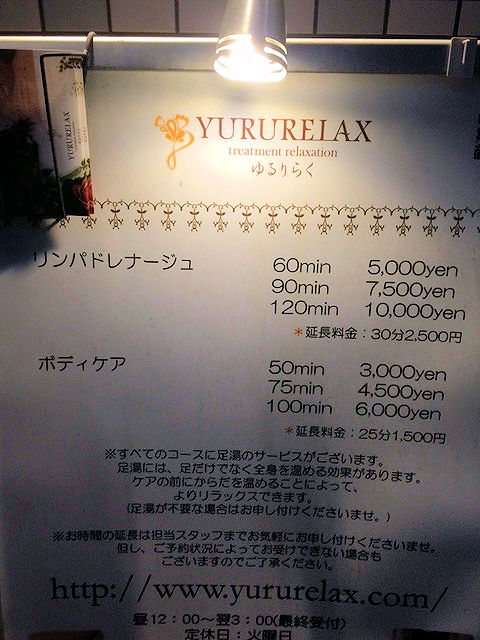 YURURELAX
YURURELAX
treatment relaxation
ゆるりらく
リンパドレナージュ
60min 5,000yen
90min 7,500yen
120min 10,000yen
*延長料金:30分2,500円
ボディケア
50min 3,000yen
75min 4,500yen
100min 6,000yen
*延長料金:25分1,500円
※すべてのコースに足湯のサービスがございます。
足湯には、足だけでなく全身を温める効果があります。
ケアの前にからだを温めることによって、
よりリラックスできます。
(足湯が不要な場合はお申し付けくださいませ。)
※お時間の延長は担当スタッフまでお気軽にお申し付けくださいませ。
但し、ご予約状況によってお受けできない場合も
ございますのでご了承ください。
http://www.yururelax.com/
昼12:00~翌3:00(最終受付)
定休日:火曜日